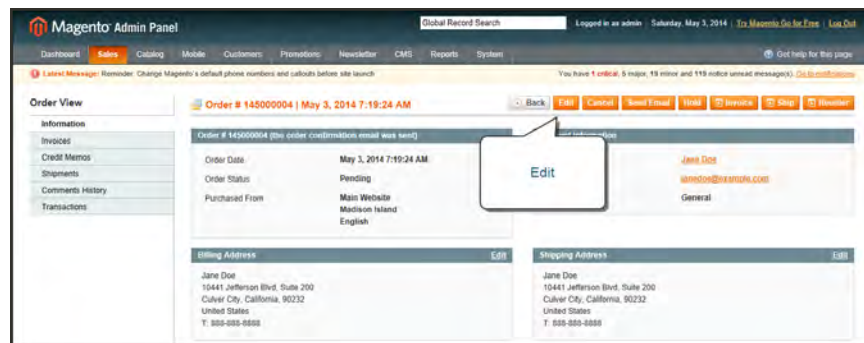 Magento Admin Panel
Global Record Search
Logged in as admin Saturday, May 3, 2014 Try Magento Go for Free Log Out
Dashboard Sales Catalog Mobile Customers Promotions Newsletter CMS Reports System
Get help for this page
Latest Message: Reminder: Change Magento's default phone numbers and callouts before site launch
You have 1 critical, 5 major, 19 minor and 119 notice unread message(s). Go to notifications
Order View
Order # 145000004 | May 3, 2014 7:19:24 AM
Back Edit Cancel Send Email Hold Invoice Ship Reorder
Information
Invoices
Credit Memos
Shipments
Comments History
Transactions
Order # 145000004 (the order confirmation email was sent)
Information
Order Date May 3, 2014 7:19:24 AM
Order Status Pending
Purchased From Main Website
Madison Island
English
Edit
Jane Doe
janedoe@example.com
General
Billing Address Edit
Jane Doe
10441 Jefferson Blvd, Suite 200
Culver City, California, 90232
United States
T: 888-888-8888
Shipping Address Edit
Jane Doe
10441 Jefferson Blvd, Suite 200
Culver City, California, 90232
United States
T: 888-888-8888